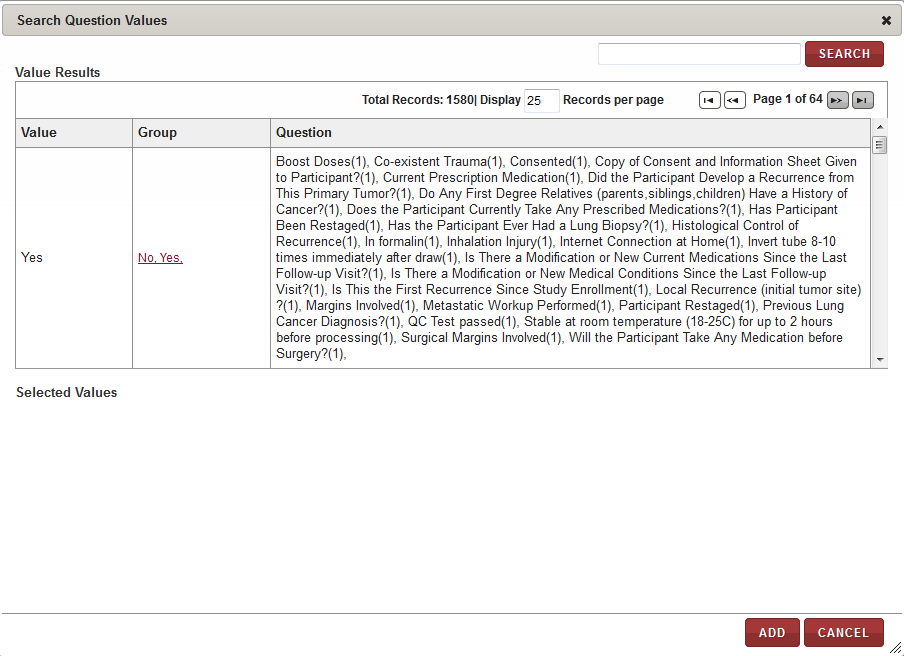 Search Question Values
SEARCH
Value Results
Total Records: 1580| Display 25 Records per page Page 1 of 64
Value Group Question
Boost Doses(1), Co-existent Trauma(1), Consented(1), Copy of Consent and Information Sheet Given
to Participant?(1), Current Prescription Medication(1), Did the Participant Develop a Recurrence from
This Primary Tumor?(1), Do Any First Degree Relatives (parents,siblings,children) Have a History of
Cancer?(1), Does the Participant Currently Take Any Prescribed Medications?(1), Has Participant
Been Restaged(1), Has the Participant Ever Had a Lung Biopsy?(1), Histological Control of
Recurrence(1), In formalin(1), Inhalation Injury(1), Internet Connection at Home(1), Invert tube 8-10
Yes No, Yes, times immediately after draw(1), Is There a Modification or New Current Medications Since the Last
Follow-up Visit?(1), Is There a Modification or New Medical Conditions Since the Last Follow-up
Visit?(1), Is This the First Recurrence Since Study Enrollment(1), Local Recurrence (initial tumor site)
?(1), Margins Involved(1), Metastatic Workup Performed(1), Participant Restaged(1), Previous Lung
Cancer Diagnosis?(1), QC Test passed(1), Stable at room temperature (18-25C) for up to 2 hours
before processing(1), Surgical Margins Involved(1), Will the Participant Take Any Medication before
Surgery?(1),
Selected Values
ADD CANCEL